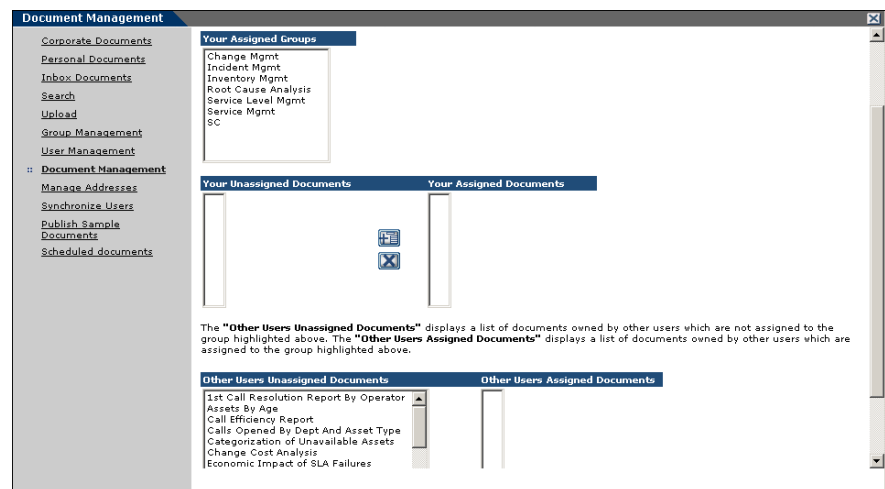 Document Management
Corporate Documents
Personal Documents
Inbox Documents
Search
Upload
Group Management
User Management
:: Document Management
Manage Addresses
Synchronize Users
Publish Sample
Documents
Scheduled documents
Your Assigned Groups
Change Mgmt
Incident Mgmt
Inventory Mgmt
Root Cause Analysis
Service Level Mgmt
Service Mgmt
SC
Your Unassigned Documents
Your Assigned Documents
The "Other Users Unassigned Documents" displays a list of documents owned by other users which are not assigned to the
group highlighted above. The "Other Users Assigned Documents" displays a list of documents owned by other users which are
assigned to the group highlighted above.
Other Users Unassigned Documents
Other Users Assigned Documents
1st Call Resolution Report By Operator
Assets By Age
Call Efficiency Report
Calls Opened By Dept And Asset Type
Categorization of Unavailable Assets
Change Cost Analysis
Economic Impact of SLA Failures